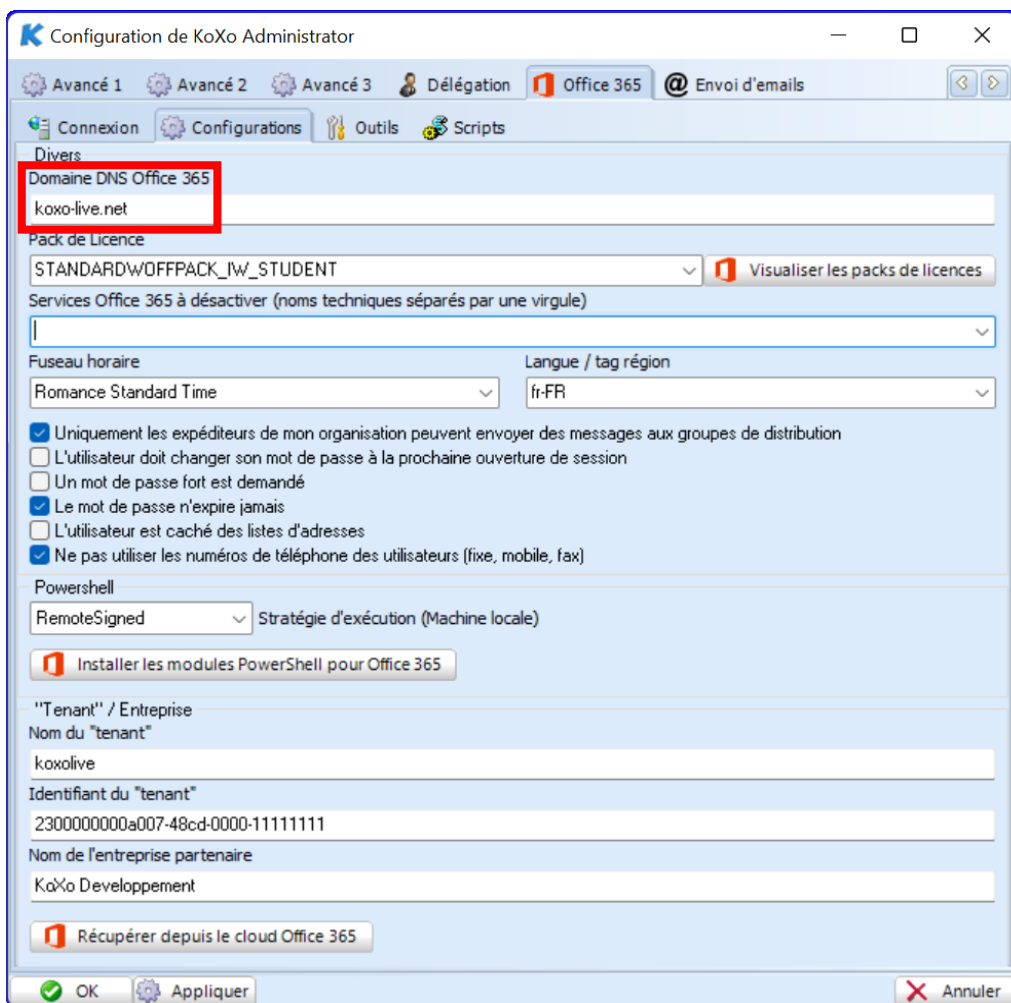 Configuration de KoXo Administrator
Avancé 1 Avancé 2 Avancé 3 Délégation Office 365 @ Envoi d'emails
Connexion Configurations Outils Scripts
Divers
Domaine DNS Office 365
koxo-live.net
Pack de Licence
STANDARDWOFFPACK_IW_STUDENT Visualiser les packs de licences
Services Office 365 à désactiver (noms techniques séparés par une virgule)
Fuseau horaire Langue / tag région
Romance Standard Time fr-FR
Uniquement les expéditeurs de mon organisation peuvent envoyer des messages aux groupes de distribution
L'utilisateur doit changer son mot de passe à la prochaine ouverture de session
Un mot de passe fort est demandé
Le mot de passe n'expire jamais
L'utilisateur est caché des listes d'adresses
Ne pas utiliser les numéros de téléphone des utilisateurs (fixe, mobile, fax)
Powershell
RemoteSigned Stratégie d'exécution (Machine locale)
Installer les modules PowerShell pour Office 365
"Tenant" / Entreprise
Nom du "tenant"
koxolive
Identifiant du "tenant"
2300000000a007-48cd-0000-11111111
Nom de l'entreprise partenaire
KoXo Developpement
Récupérer depuis le cloud Office 365
OK Appliquer Annuler